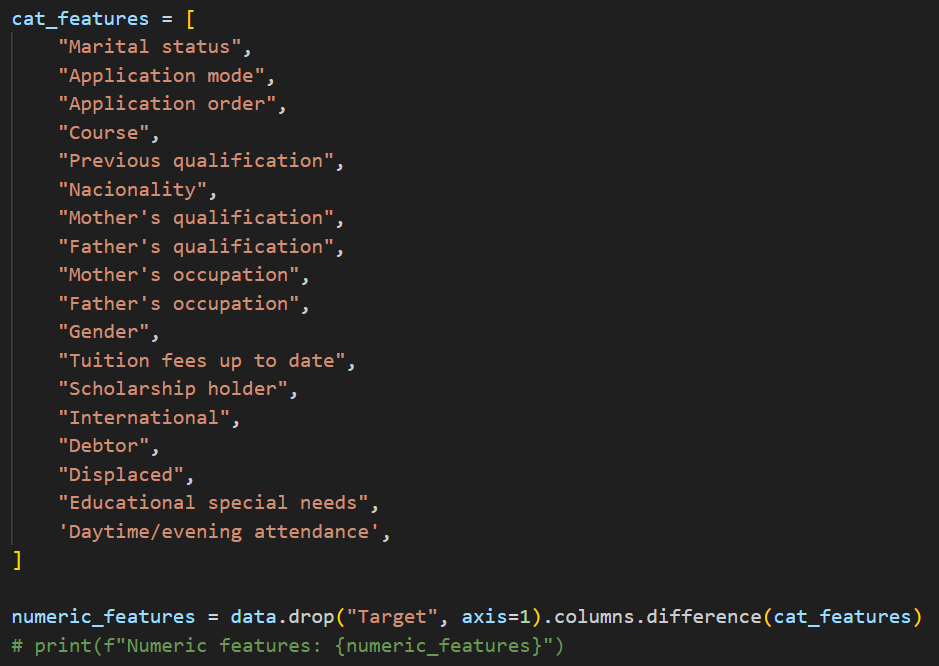 cat_features = [
    "Marital status",
    "Application mode",
    "Application order",
    "Course",
    "Previous qualification",
    "Nacionality",
    "Mother's qualification",
    "Father's qualification",
    "Mother's occupation",
    "Father's occupation",
    "Gender",
    "Tuition fees up to date",
    "Scholarship holder",
    "International",
    "Debtor",
    "Displaced",
    "Educational special needs",
    'Daytime/evening attendance',
]
numeric_features = data.drop("Target", axis=1).columns.difference(cat_features)
# print(f"Numeric features: {numeric_features}")